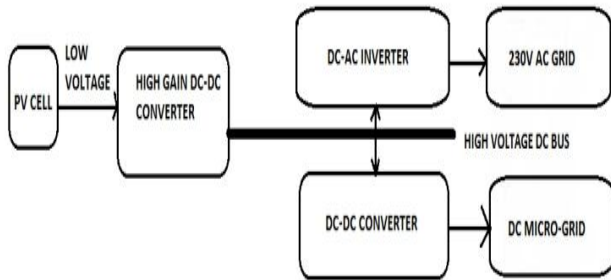 PV CELL
LOW
VOLTAGE
HIGH GAIN DC-DC
CONVERTER
DC-AC INVERTER
230V AC GRID
HIGH VOLTAGE DC BUS
DC-DC CONVERTER
DC MICRO-GRID